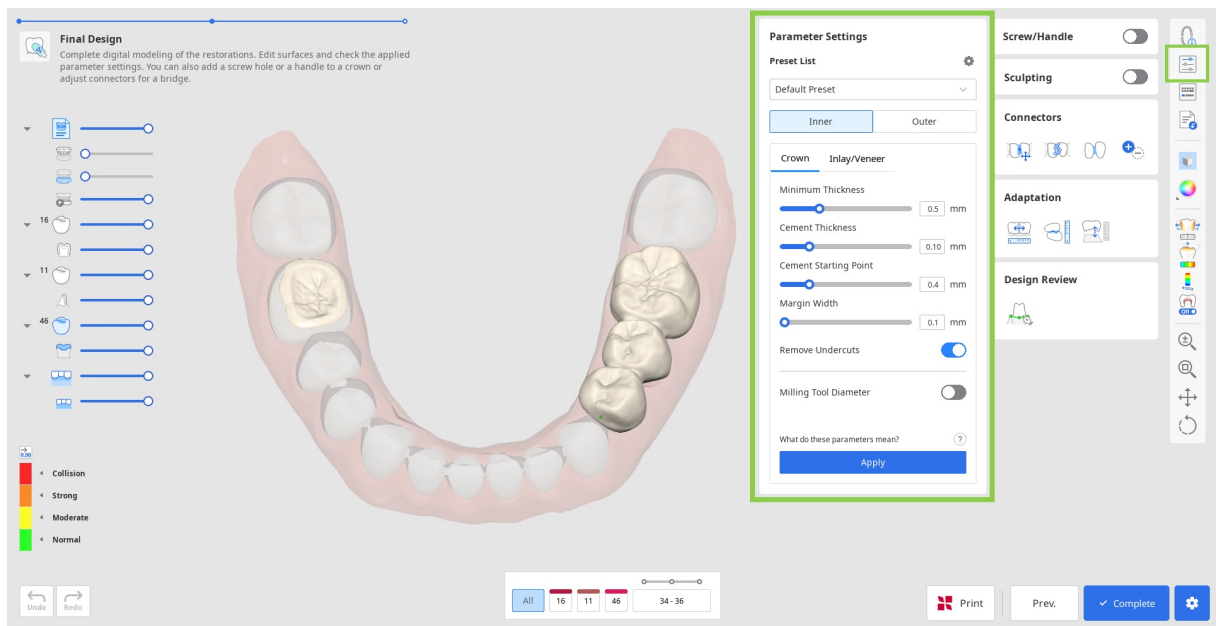 Final Design
Complete digital modeling of the restorations. Edit surfaces and check the applied
parameter settings. You can also add a screw hole or a handle to a crown or
adjust connectors for a bridge.
16
11
46
0.00
Collision
Strong
Moderate
Normal
Undo
Redo
All
16
11
46
34 - 36
Parameter Settings
Preset List
Default Preset
Inner
Outer
Crown
Inlay/Veneer
Minimum Thickness
0.5 mm
Cement Thickness
0.10 mm
Cement Starting Point
0.4 mm
Margin Width
0.1 mm
Remove Undercuts
Milling Tool Diameter
What do these parameters mean?
?
Apply
Screw/Handle
Sculpting
Connectors
Adaptation
Design Review
ON
Print
Prev.
Complete